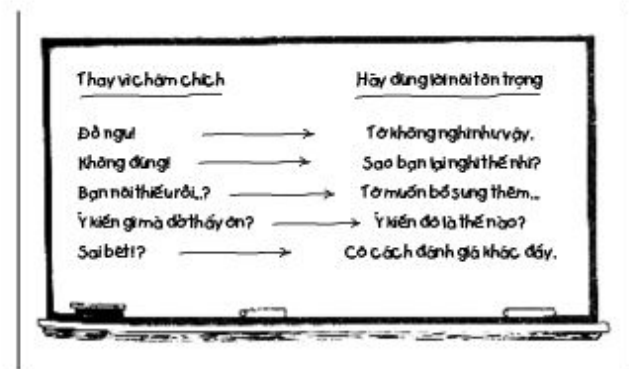 Thay vì châm chích Hãy dùng lời nói tôn trọng
Đồ ngu! Tớ không nghĩ như vậy.
Không đúng! Sao bạn lại nghĩ thế nhỉ?
Bạn nói thiếu rồi...? Tớ muốn bổ sung thêm...
Ý kiến gì mà dở thấy ớn? Ý kiến đó là thế nào?
Sai bét!? Có cách đánh giá khác đấy.